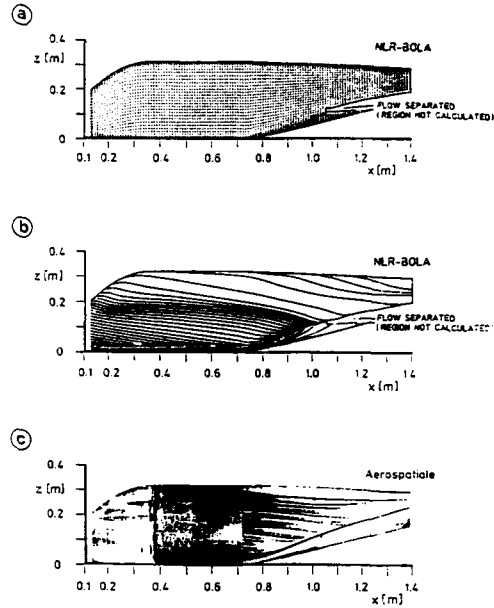 a
0.4
z [m]
0.2
0
NLR-BOLA
FLOW SEPARATED
(REGION NOT CALCULATED)
0.1 0.2 0.4 0.6 0.8 1.0 1.2 1.4
x [m]
b
0.4
z [m]
0.2
0
NLR-BOLA
FLOW SEPARATED
(REGION NOT CALCULATED)
0.1 0.2 0.4 0.6 0.8 1.0 1.2 1.4
x [m]
c
0.4
z [m]
0.2
0
Aerospatiale
0.1 0.2 0.4 0.6 0.8 1.0 1.2 1.4
x [m]